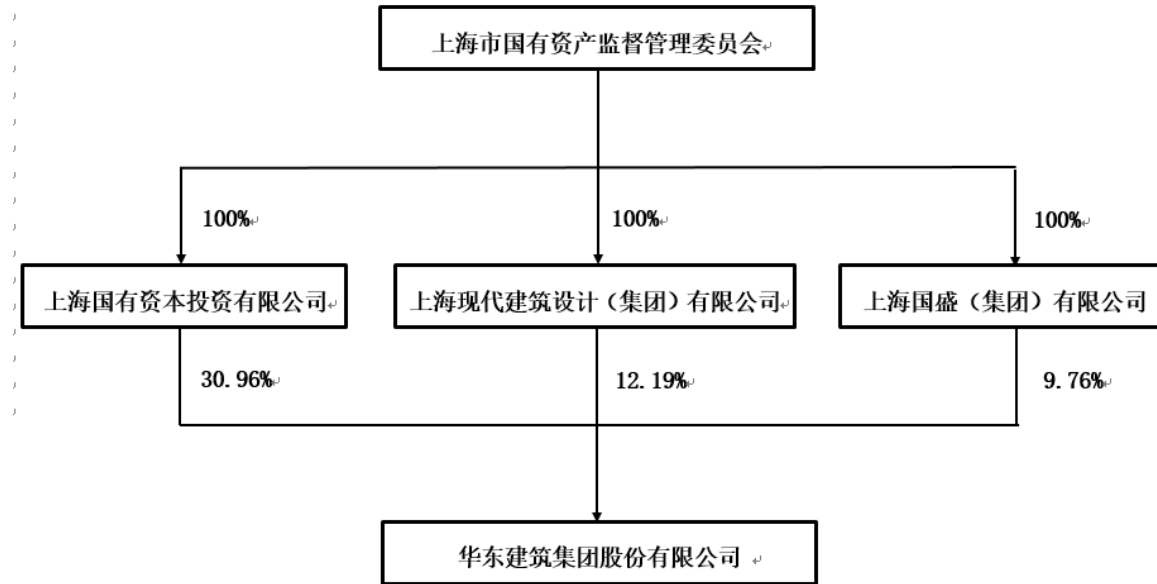 上海市国有资产监督管理委员会
100%
100%
100%
上海国有资本投资有限公司
上海现代建筑设计（集团）有限公司
上海国盛（集团）有限公司
30.96%
12.19%
9.76%
华东建筑集团股份有限公司